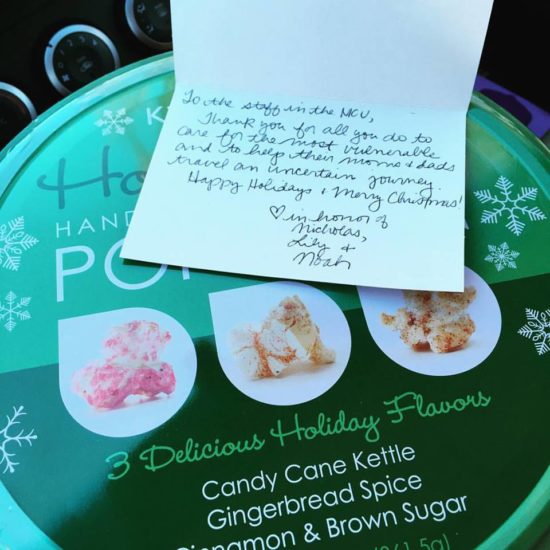 To the staff in the NICU,
Thank you for all you do to
care for the most vulnerable
and to help their moms & dads
travel an uncertain journey.
Happy Holidays & Merry Christmas!
♡ in honor of
Nicholas,
Lily &
Noah
K
Ho
HAND
POP
3 Delicious Holiday Flavors
Candy Cane Kettle
Gingerbread Spice
Cinnamon & Brown Sugar